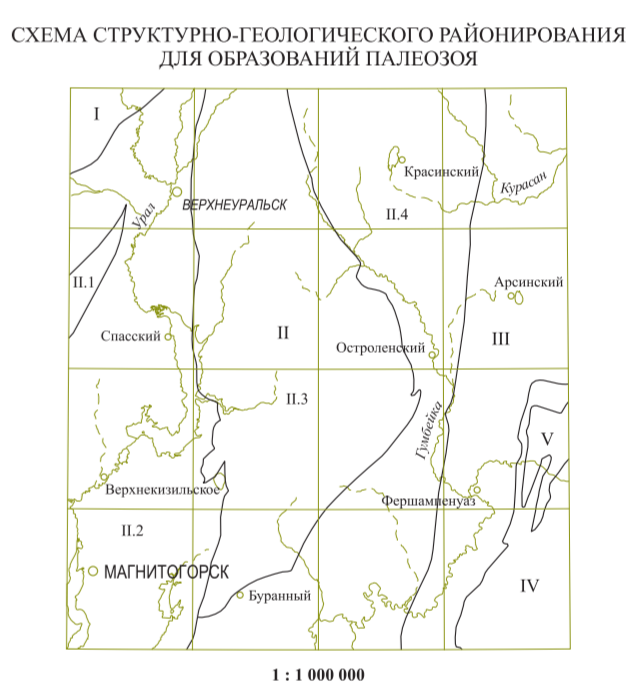 СХЕМА СТРУКТУРНО-ГЕОЛОГИЧЕСКОГО РАЙОНИРОВАНИЯ
ДЛЯ ОБРАЗОВАНИЙ ПАЛЕОЗОЯ
I
Красинский
Курасан
ВЕРХНЕУРАЛЬСК
Урал
II.4
II.1
Арсинский
Спасский
II
Остроленский
III
II.3
Гумбейка
V
Верхнекизильское
Фершампенуаз
II.2
МАГНИТОГОРСК
IV
Буранный
1 : 1 000 000